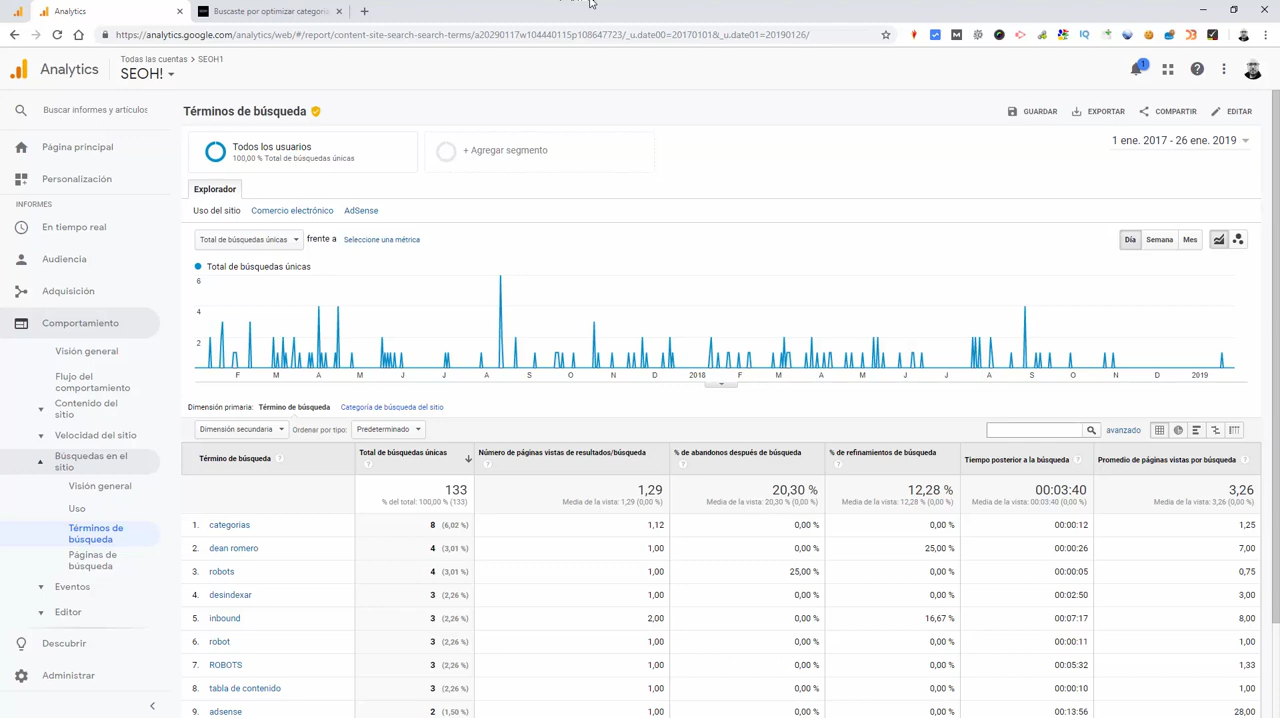 Analytics
Buscaste por optimizar categoria
https://analytics.google.com/analytics/web/#/report/content-site-search-search-terms/a20290117w104440115p108647723/_u.date00=20170101&_u.date01=20190126/
Analytics
Todas las cuentas > SEOH1
SEOH!
1
Buscar informes y artículos
Página principal
Personalización
INFORMES
En tiempo real
Audiencia
Adquisición
Comportamiento
Visión general
Flujo del
comportamiento
Contenido del
sitio
Velocidad del sitio
Búsquedas en el
sitio
Visión general
Uso
Términos de
búsqueda
Páginas de
búsqueda
Eventos
Editor
Descubrir
Administrar
Términos de búsqueda
GUARDAR EXPORTAR COMPARTIR EDITAR
Todos los usuarios
100,00 % Total de búsquedas únicas
+ Agregar segmento
1 ene. 2017 - 26 ene. 2019
Explorador
Uso del sitio Comercio electrónico AdSense
Total de búsquedas únicas frente a Seleccione una métrica
Día Semana Mes
Total de búsquedas únicas
6
4
2
F M A M J J A S O N D 2018 F M A M J J A S O N D 2019
Dimensión primaria: Término de búsqueda Categoría de búsqueda del sitio
Dimensión secundaria Ordenar por tipo: Predeterminado avanzado
Término de búsqueda Total de búsquedas únicas Número de páginas vistas de resultados/búsqueda % de abandonos después de búsqueda % de refinamientos de búsqueda Tiempo posterior a la búsqueda Promedio de páginas vistas por búsqueda
133 1,29 20,30 % 12,28 % 00:03:40 3,26
% del total: 100,00 % (133) Media de la vista: 1,29 (0,00 %) Media de la vista: 20,30 % (0,00 %) Media de la vista: 12,28 % (0,00 %) Media de la vista: 00:03:40 (0,00 %) Media de la vista: 3,26 (0,00 %)
1. categorias 8 (6,02 %) 1,12 0,00 % 0,00 % 00:00:12 1,25
2. dean romero 4 (3,01 %) 1,00 0,00 % 25,00 % 00:00:26 7,00
3. robots 4 (3,01 %) 1,00 25,00 % 0,00 % 00:00:05 0,75
4. desindexar 3 (2,26 %) 1,00 0,00 % 0,00 % 00:02:50 3,00
5. inbound 3 (2,26 %) 2,00 0,00 % 16,67 % 00:07:17 8,00
6. robot 3 (2,26 %) 1,00 0,00 % 0,00 % 00:00:11 1,00
7. ROBOTS 3 (2,26 %) 1,00 0,00 % 0,00 % 00:05:32 1,33
8. tabla de contenido 3 (2,26 %) 1,00 0,00 % 0,00 % 00:00:10 1,00
9. adsense 2 (1,50 %) 1,00 0,00 % 0,00 % 00:13:56 28,00